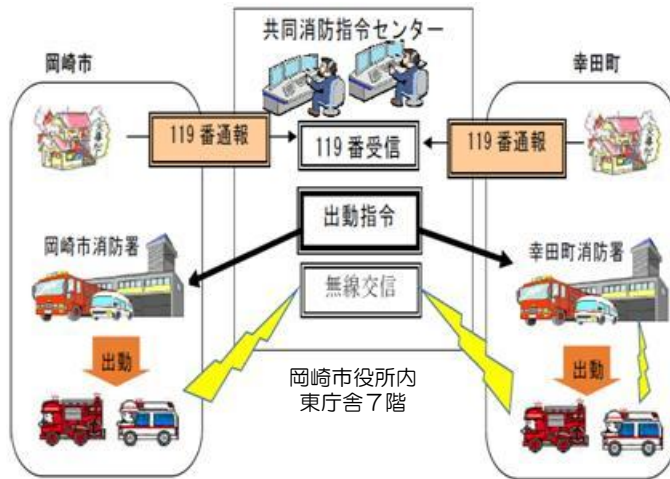 共同消防指令センター
岡崎市
幸田町
119番通報
119番受信
119番通報
出動指令
岡崎市消防署
幸田町消防署
無線交信
出動
出動
岡崎市役所内
東庁舎7階